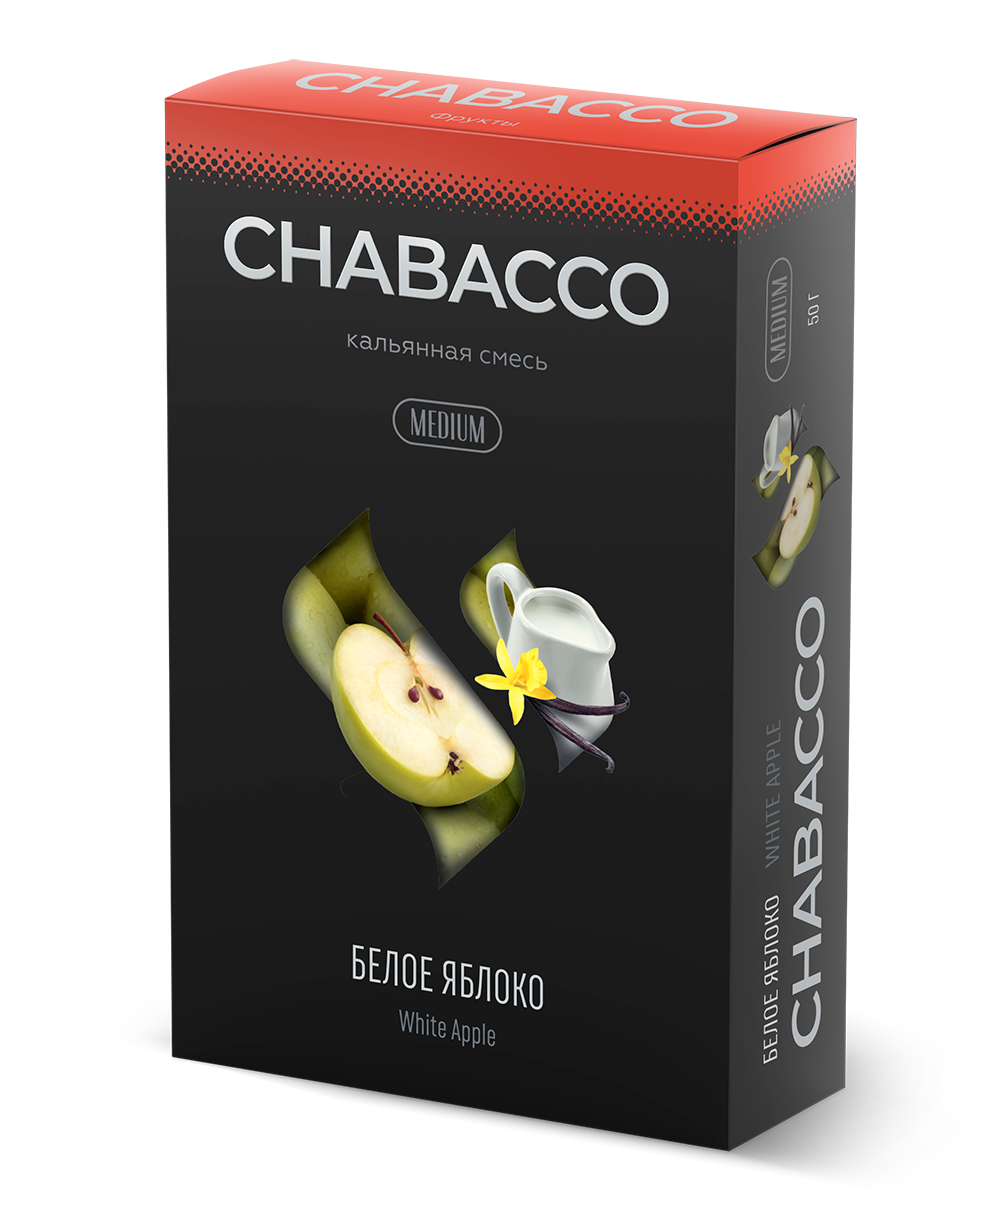 CHABACCO
Фрукты
CHABACCO
кальянная смесь
MEDIUM
БЕЛОЕ ЯБЛОКО
White Apple
MEDIUM
50 Г
БЕЛОЕ ЯБЛОКО WHITE APPLE
CHABACCO